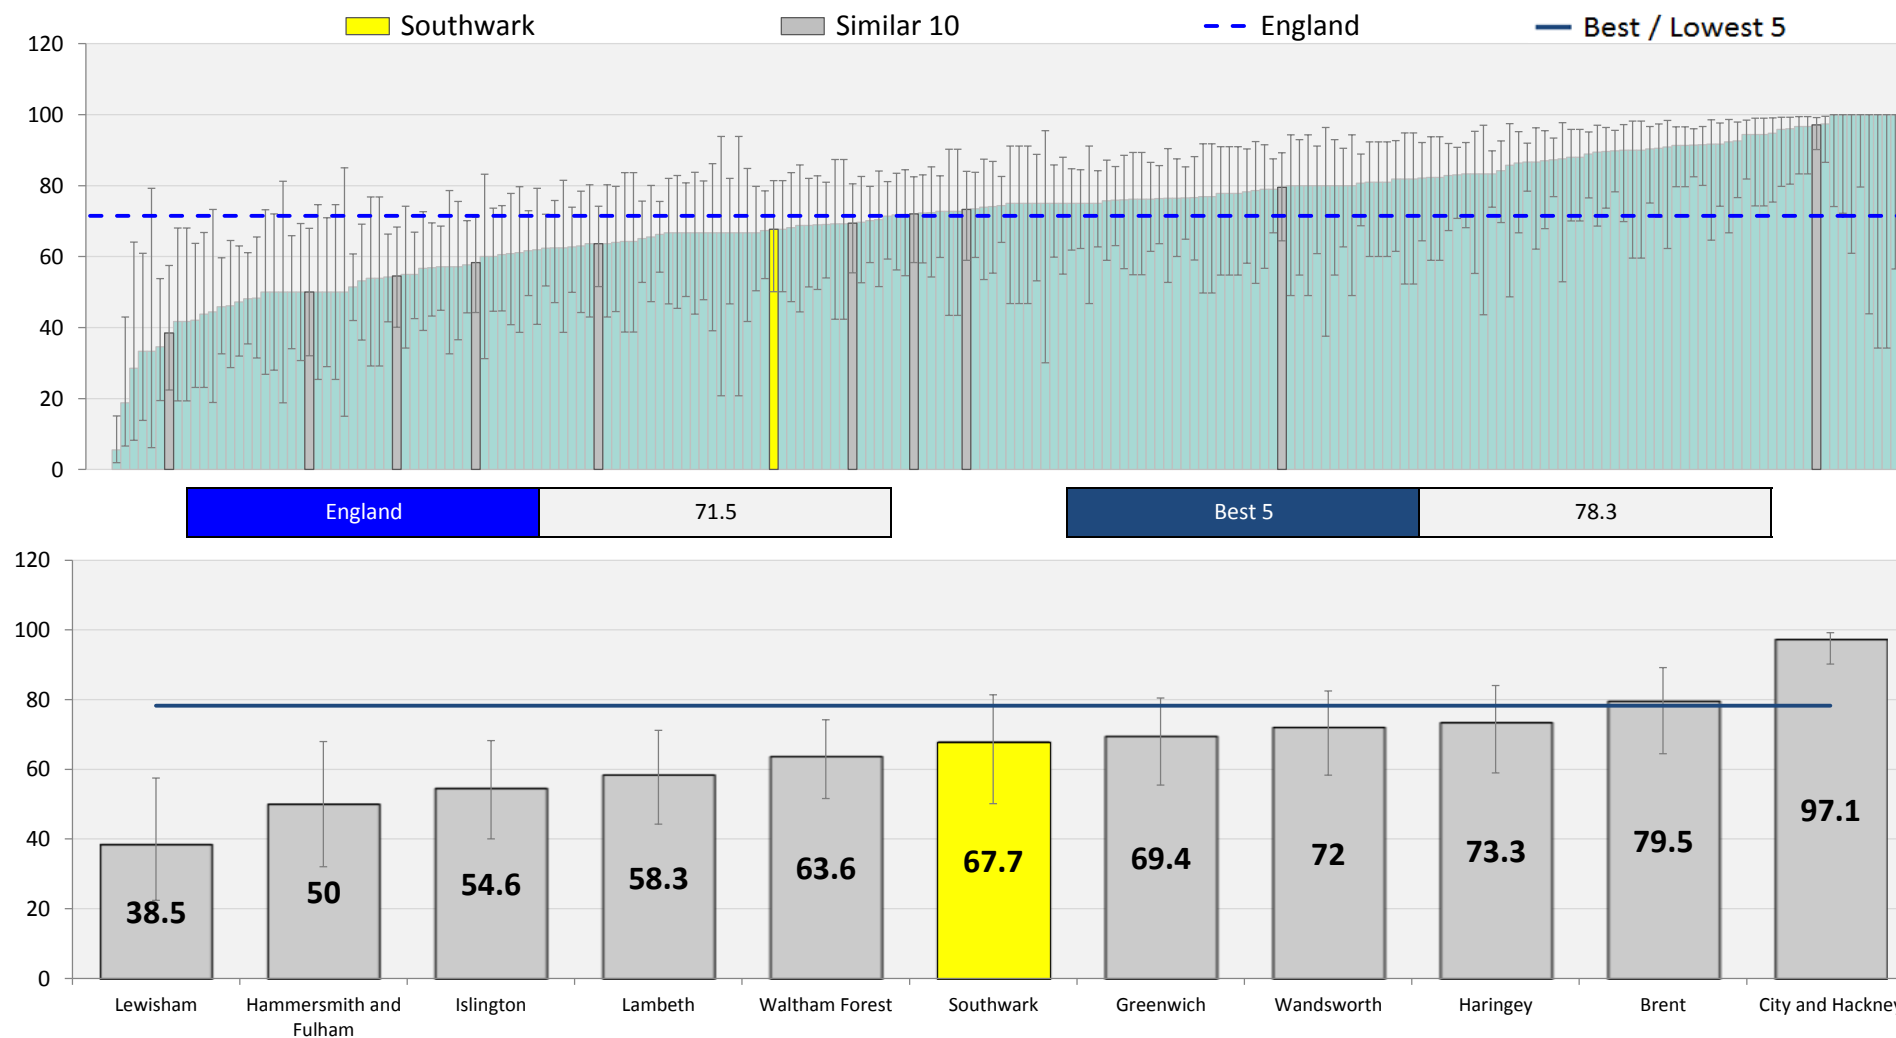 Southwark
Similar 10
England
Best / Lowest 5
120
100
80
60
40
20
0
England 71.5
Best 5 78.3
120
100
80
60
40
20
0
38.5
50
54.6
58.3
63.6
67.7
69.4
72
73.3
79.5
97.1
Lewisham
Hammersmith and
Fulham
Islington
Lambeth
Waltham Forest
Southwark
Greenwich
Wandsworth
Haringey
Brent
City and Hackney